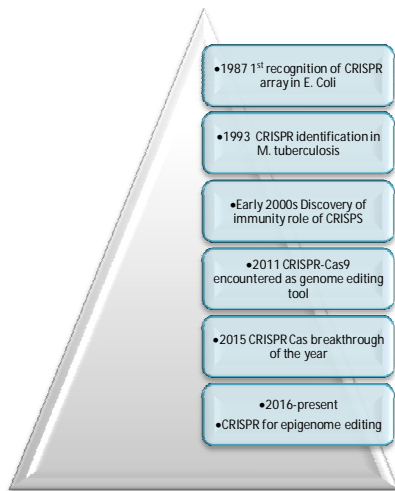 •1987 1st recognition of CRISPR
array in E. Coli
•1993 CRISPR identification in
M. tuberculosis
•Early 2000s Discovery of
immunity role of CRISPS
•2011 CRISPR-Cas9
encountered as genome editing
tool
•2015 CRISPR Cas breakthrough
of the year
•2016-present
•CRISPR for epigenome editing